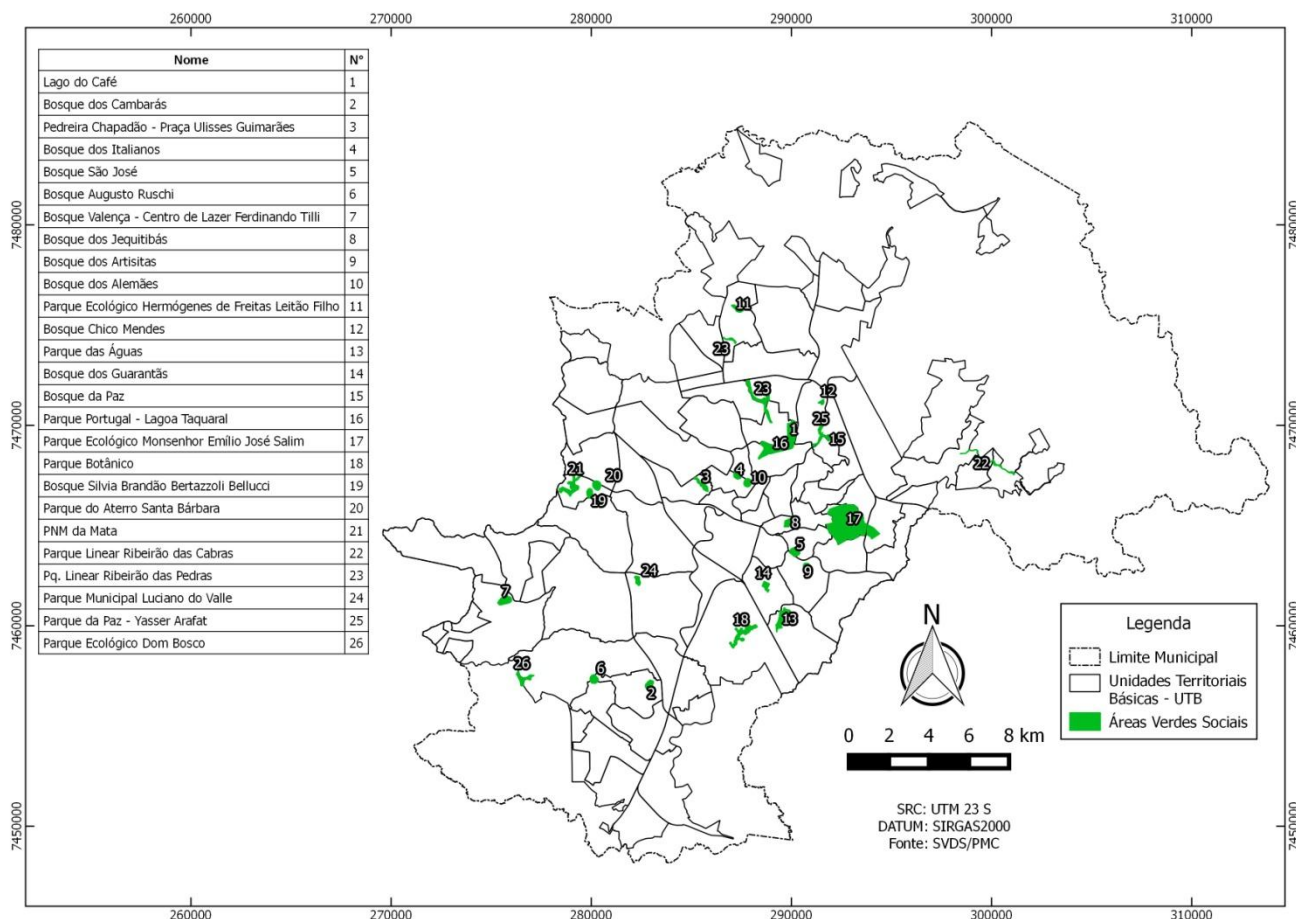 260000 270000 280000 290000 300000 310000
Nome N°
Lago do Café 1
Bosque dos Cambarás 2
Pedreira Chapadão - Praça Ulisses Guimarães 3
Bosque dos Italianos 4
Bosque São José 5
Bosque Augusto Ruschi 6
Bosque Valença - Centro de Lazer Ferdinando Tilli 7
Bosque dos Jequitibás 8
Bosque dos Artisitas 9
Bosque dos Alemães 10
Parque Ecológico Hermógenes de Freitas Leitão Filho 11
Bosque Chico Mendes 12
Parque das Águas 13
Bosque dos Guarantãs 14
Bosque da Paz 15
Parque Portugal - Lagoa Taquaral 16
Parque Ecológico Monsenhor Emílio José Salim 17
Parque Botânico 18
Bosque Silvia Brandão Bertazzoli Bellucci 19
Parque do Aterro Santa Bárbara 20
PNM da Mata 21
Parque Linear Ribeirão das Cabras 22
Pq. Linear Ribeirão das Pedras 23
Parque Municipal Luciano do Valle 24
Parque da Paz - Yasser Arafat 25
Parque Ecológico Dom Bosco 26
7480000
7470000
7460000
7450000
7480000
7470000
7460000
7450000
11
23
23
12
25
1
15
16
22
21
20
4
3
10
19
17
8
5
24
14
9
7
18
13
26
6
2
N
0 2 4 6 8 km
SRC: UTM 23 S
DATUM: SIRGAS2000
Fonte: SVDS/PMC
Legenda
Limite Municipal
Unidades Territoriais
Básicas - UTB
Áreas Verdes Sociais
260000 270000 280000 290000 300000 310000